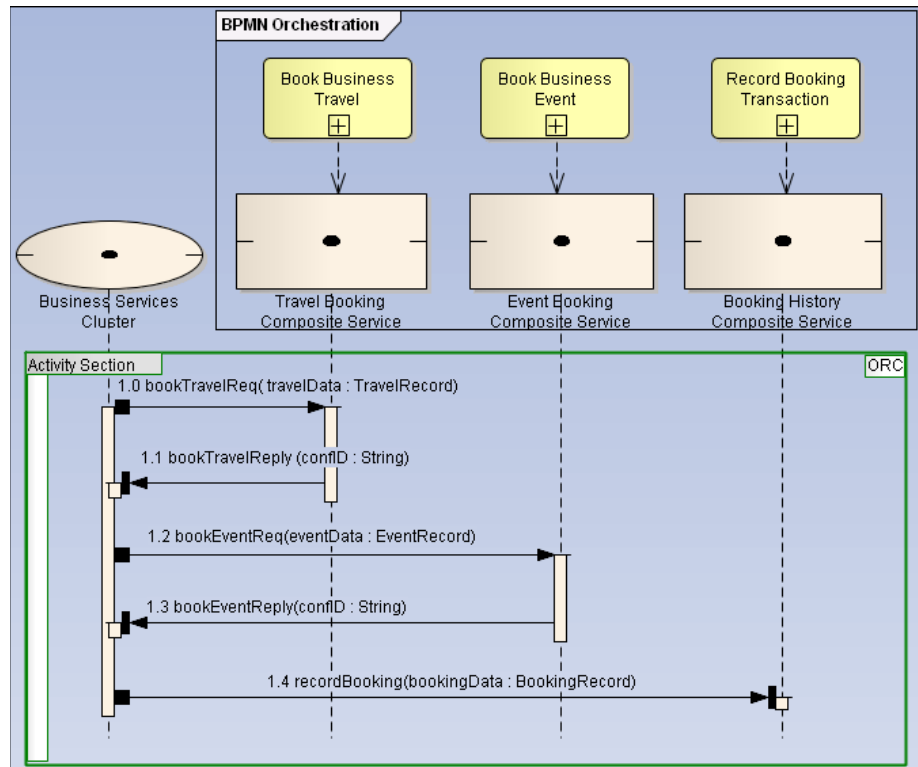 BPMN Orchestration
Book Business
Travel
Book Business
Event
Record Booking
Transaction
Business Services
Cluster
Travel Booking
Composite Service
Event Booking
Composite Service
Booking History
Composite Service
Activity Section
ORC
1.0 bookTravelReq( travelData : TravelRecord)
1.1 bookTravelReply (confID : String)
1.2 bookEventReq(eventData : EventRecord)
1.3 bookEventReply(confID : String)
1.4 recordBooking(bookingData : BookingRecord)